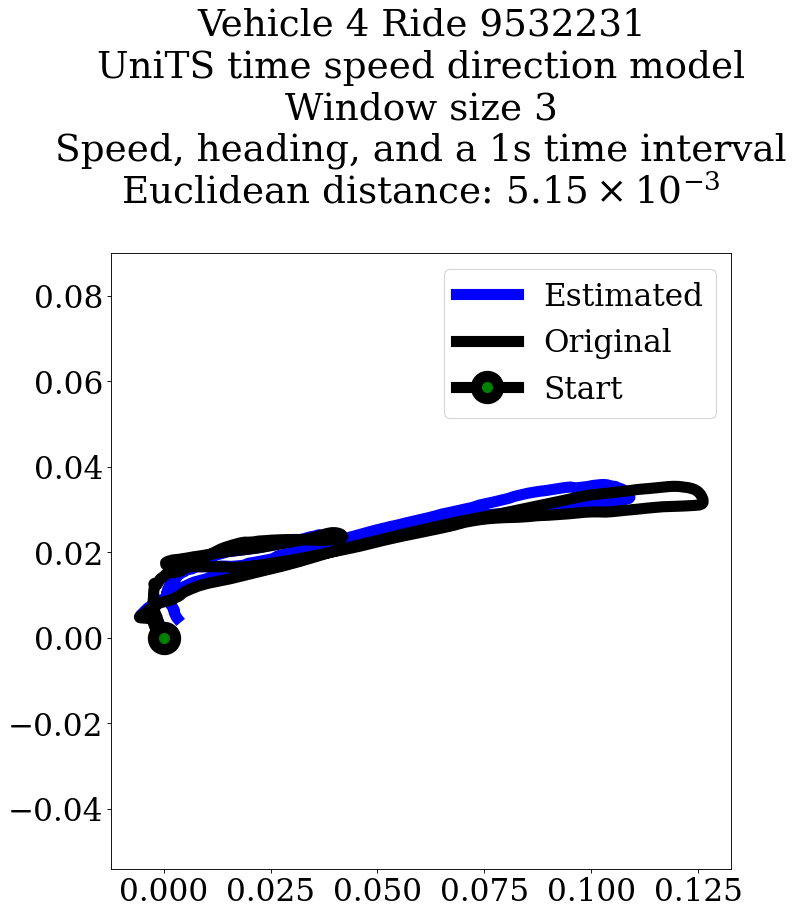 Vehicle 4 Ride 9532231
UniTS time speed direction model
Window size 3
Speed, heading, and a 1s time interval
Euclidean distance: 5.15 × 10⁻³
Estimated
Original
Start
0.08
0.06
0.04
0.02
0.00
−0.02
−0.04
0.000 0.025 0.050 0.075 0.100 0.125